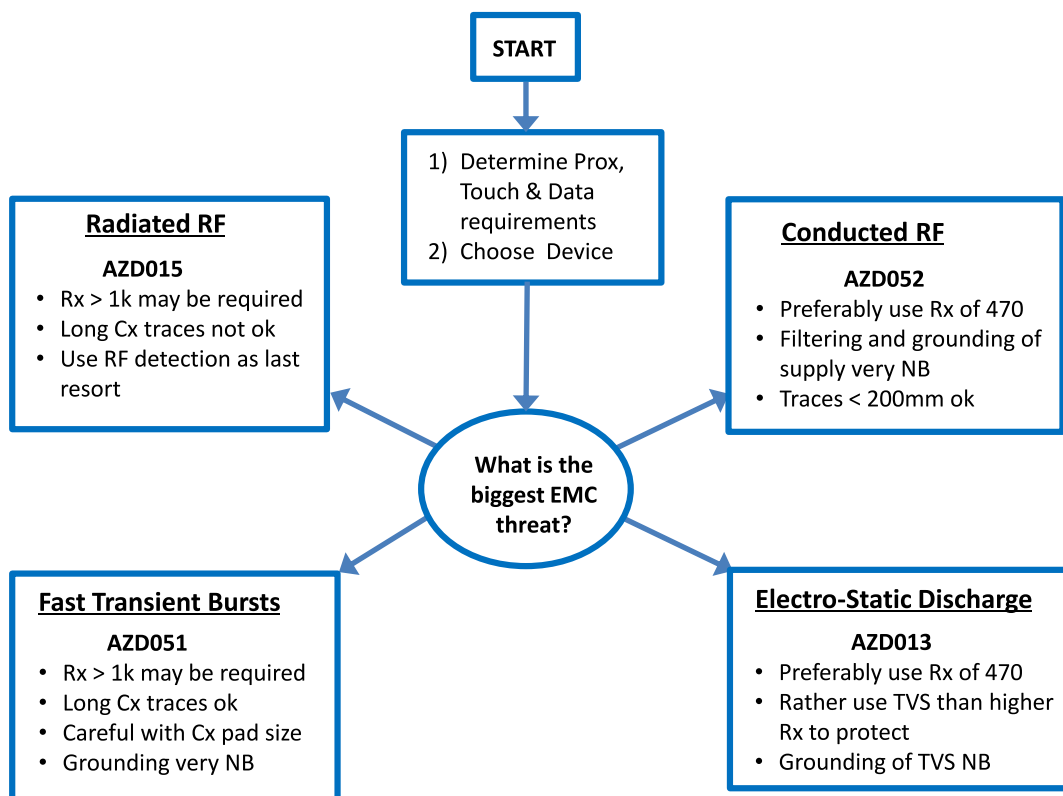 START
1) Determine Prox,
Touch & Data
requirements
2) Choose Device
Radiated RF
AZD015
• Rx > 1k may be required
• Long Cx traces not ok
• Use RF detection as last
resort
Conducted RF
AZD052
• Preferably use Rx of 470
• Filtering and grounding of
supply very NB
• Traces < 200mm ok
What is the
biggest EMC
threat?
Fast Transient Bursts
AZD051
• Rx > 1k may be required
• Long Cx traces ok
• Careful with Cx pad size
• Grounding very NB
Electro-Static Discharge
AZD013
• Preferably use Rx of 470
• Rather use TVS than higher
Rx to protect
• Grounding of TVS NB